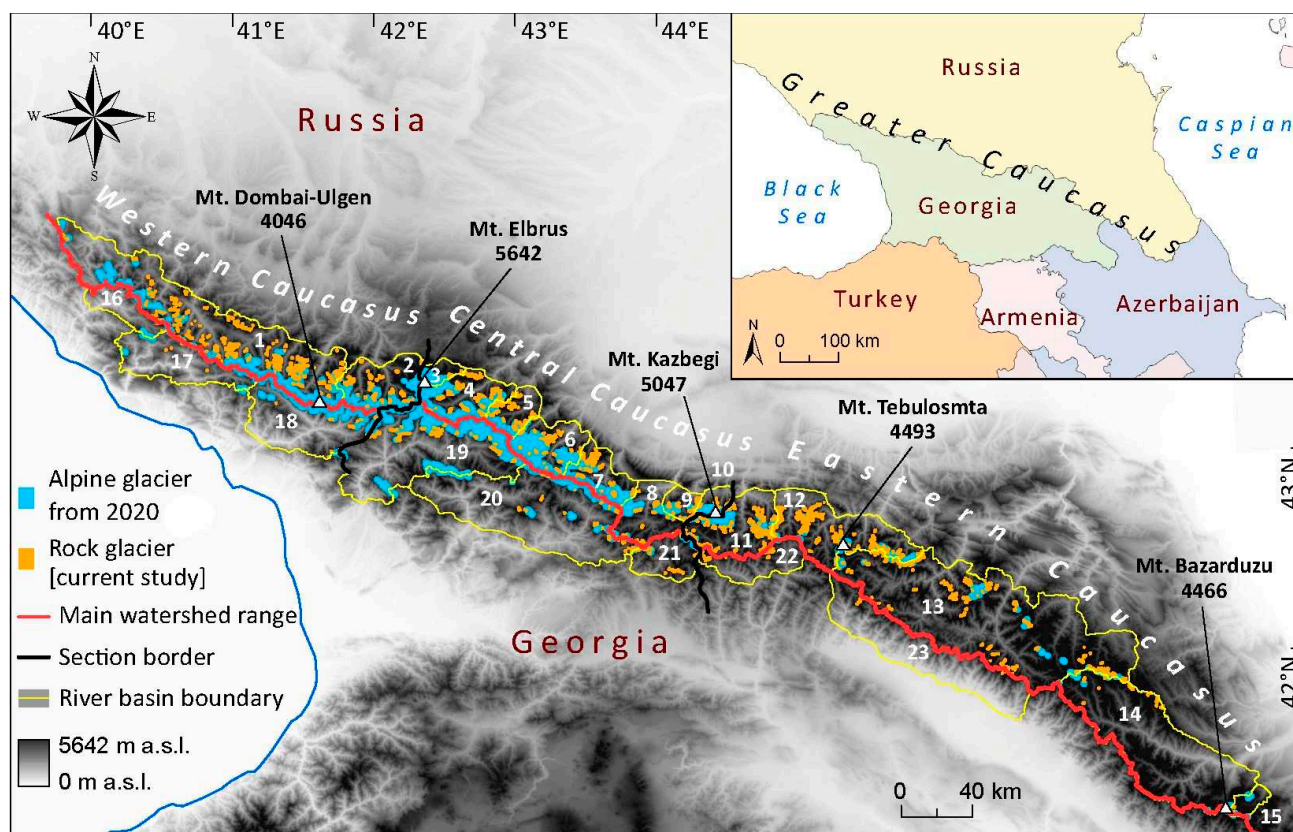 40°E
41°E
42°E
43°E
44°E
N
W
E
S
Russia
Western Caucasus
Central Caucasus
Eastern Caucasus
Mt. Dombai-Ulgen
4046
Mt. Elbrus
5642
Mt. Kazbegi
5047
Mt. Tebulosmta
4493
Mt. Bazarduzu
4466
43°N
42°N
1
2
3
4
5
6
7
8
9
10
11
12
13
14
15
16
17
18
19
20
21
22
23
Georgia
Alpine glacier
from 2020
Rock glacier
[current study]
Main watershed range
Section border
River basin boundary
5642 m a.s.l.
0 m a.s.l.
0 40 km
Russia
Greater Caucasus
Caspian
Sea
Black
Sea
Georgia
Turkey
Armenia
Azerbaijan
N
0 100 km